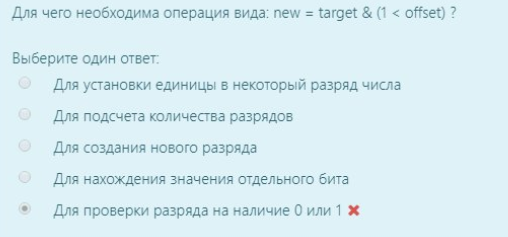 Для чего необходима операция вида: new = target & (1 < offset) ?
Выберите один ответ:
Для установки единицы в некоторый разряд числа
Для подсчета количества разрядов
Для создания нового разряда
Для нахождения значения отдельного бита
Для проверки разряда на наличие 0 или 1